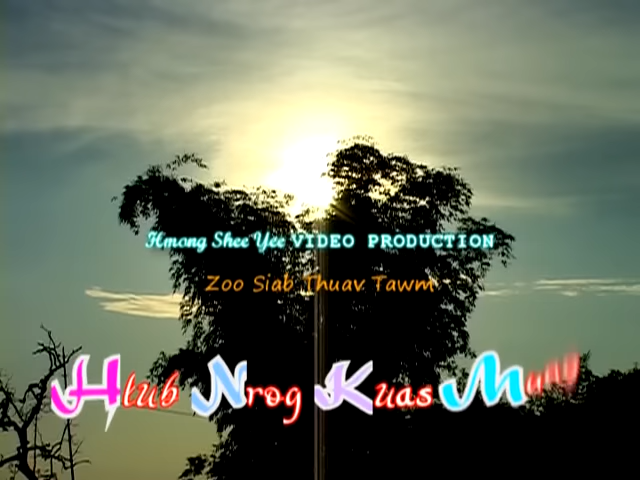 Hmong Shee Yee VIDEO PRODUCTION
Zoo Siab Thuav Tawm
Hlub Nrog Kuas